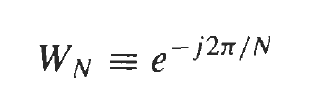 W_N ≡ e^{-j2π/N}